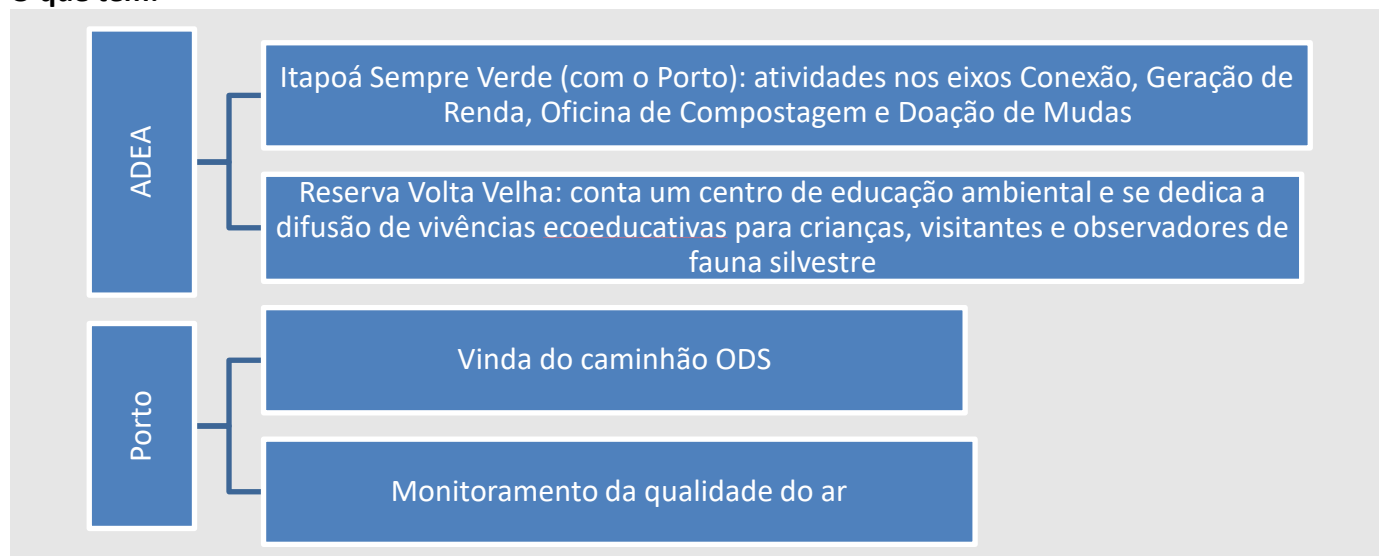 ADEA
Itapoá Sempre Verde (com o Porto): atividades nos eixos Conexão, Geração de
Renda, Oficina de Compostagem e Doação de Mudas
Reserva Volta Velha: conta um centro de educação ambiental e se dedica a
difusão de vivências ecoeducativas para crianças, visitantes e observadores de
fauna silvestre
Porto
Vinda do caminhão ODS
Monitoramento da qualidade do ar